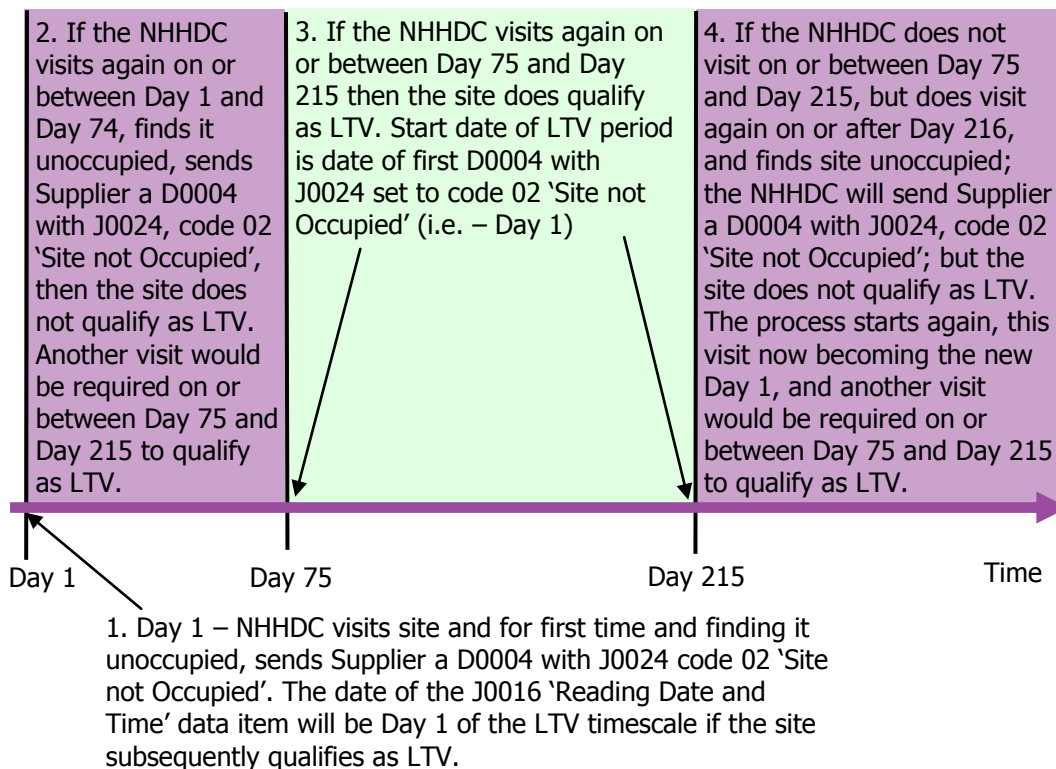 2. If the NHHDC
visits again on or
between Day 1 and
Day 74, finds it
unoccupied, sends
Supplier a D0004
with J0024, code 02
‘Site not Occupied’,
then the site does
not qualify as LTV.
Another visit would
be required on or
between Day 75 and
Day 215 to qualify
as LTV.
3. If the NHHDC visits again on
or between Day 75 and Day
215 then the site does qualify
as LTV. Start date of LTV period
is date of first D0004 with
J0024 set to code 02 ‘Site not
Occupied’ (i.e. – Day 1)
4. If the NHHDC does not
visit on or between Day 75
and Day 215, but does visit
again on or after Day 216,
and finds site unoccupied;
the NHHDC will send Supplier
a D0004 with J0024, code 02
‘Site not Occupied’; but the
site does not qualify as LTV.
The process starts again, this
visit now becoming the new
Day 1, and another visit
would be required on or
between Day 75 and Day 215
to qualify as LTV.
Day 1
Day 75
Day 215
Time
1. Day 1 – NHHDC visits site and for first time and finding it
unoccupied, sends Supplier a D0004 with J0024 code 02 ‘Site
not Occupied’. The date of the J0016 ‘Reading Date and
Time’ data item will be Day 1 of the LTV timescale if the site
subsequently qualifies as LTV.